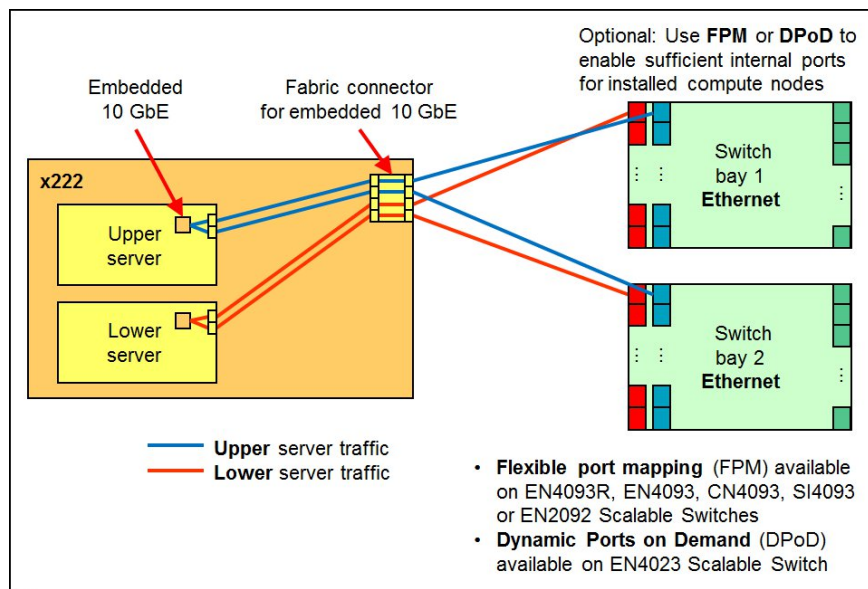 Optional: Use FPM or DPoD to
enable sufficient internal ports
for installed compute nodes
Embedded
10 GbE
Fabric connector
for embedded 10 GbE
x222
Upper
server
Lower
server
Switch
bay 1
Ethernet
Switch
bay 2
Ethernet
Upper server traffic
Lower server traffic
• Flexible port mapping (FPM) available
on EN4093R, EN4093, CN4093, SI4093
or EN2092 Scalable Switches
• Dynamic Ports on Demand (DPoD)
available on EN4023 Scalable Switch